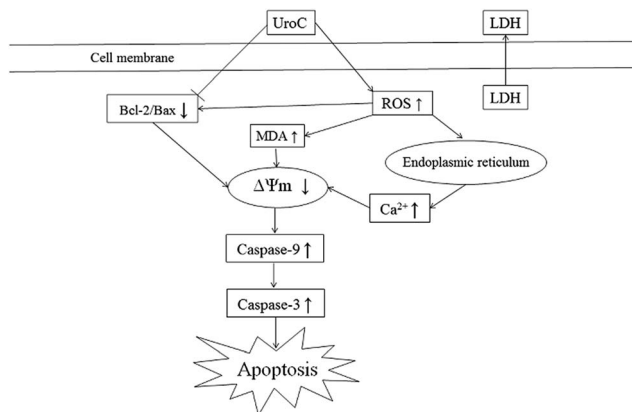 UroC
LDH
Cell membrane
LDH
Bcl-2/Bax ↓
ROS ↑
MDA ↑
Endoplasmic reticulum
ΔΨm ↓
Ca²⁺ ↑
Caspase-9 ↑
Caspase-3 ↑
Apoptosis